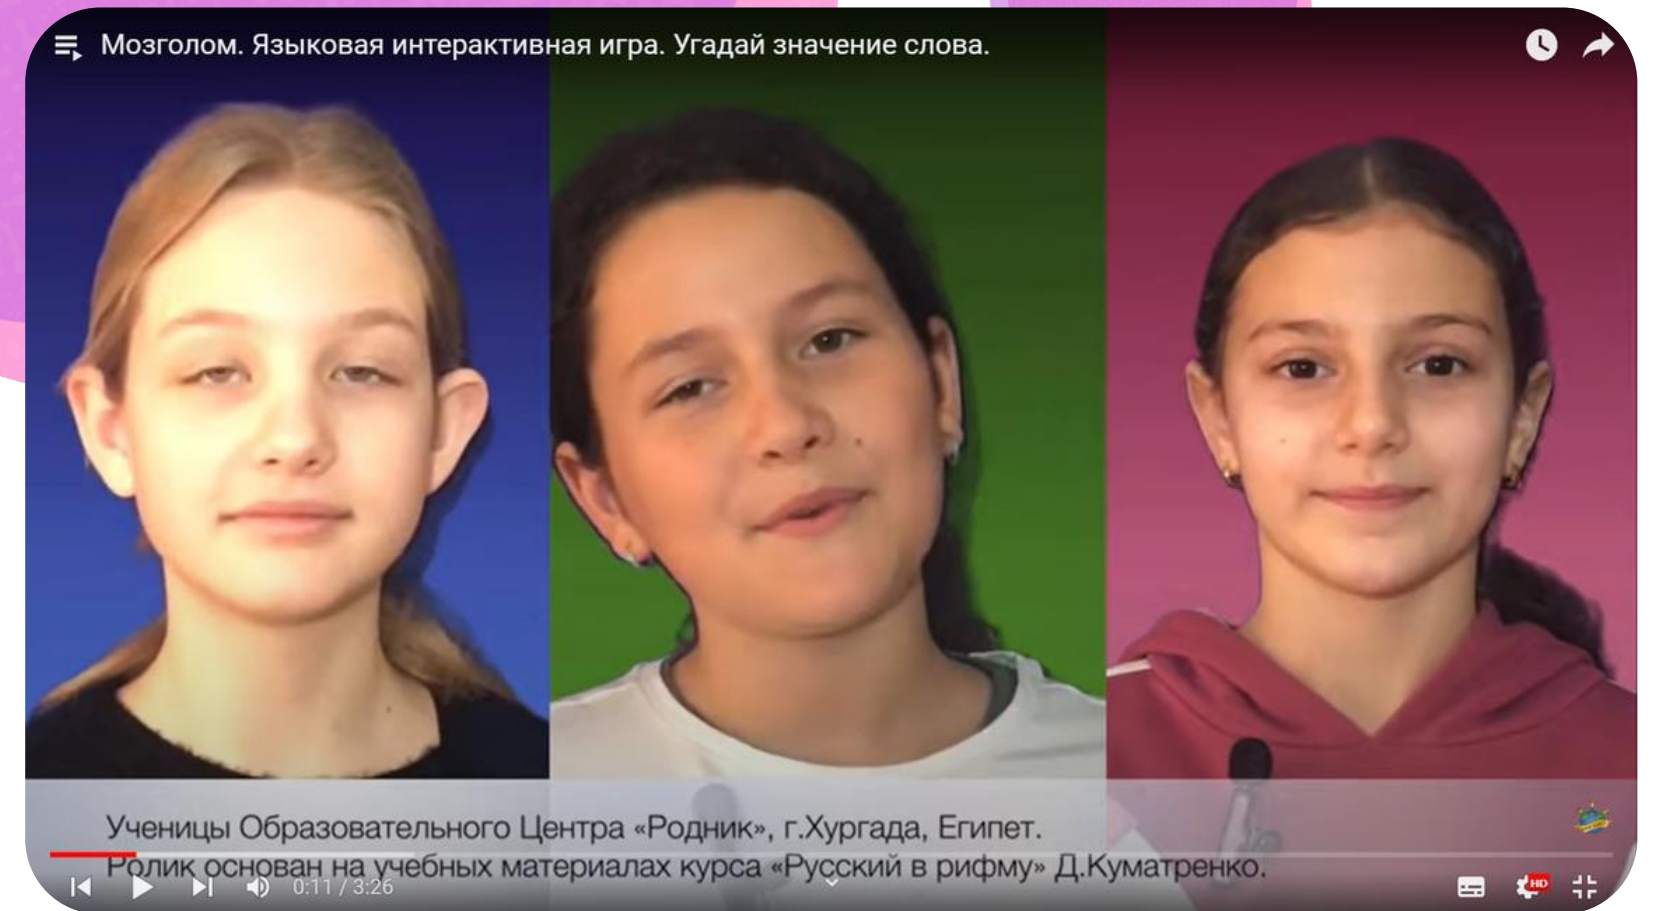 Мозголом. Языковая интерактивная игра. Угадай значение слова.
Ученицы Образовательного Центра «Родник», г.Хургада, Египет.
Ролик основан на учебных материалах курса «Русский в рифму» Д.Куматренко.
0:11 / 3:26
HD